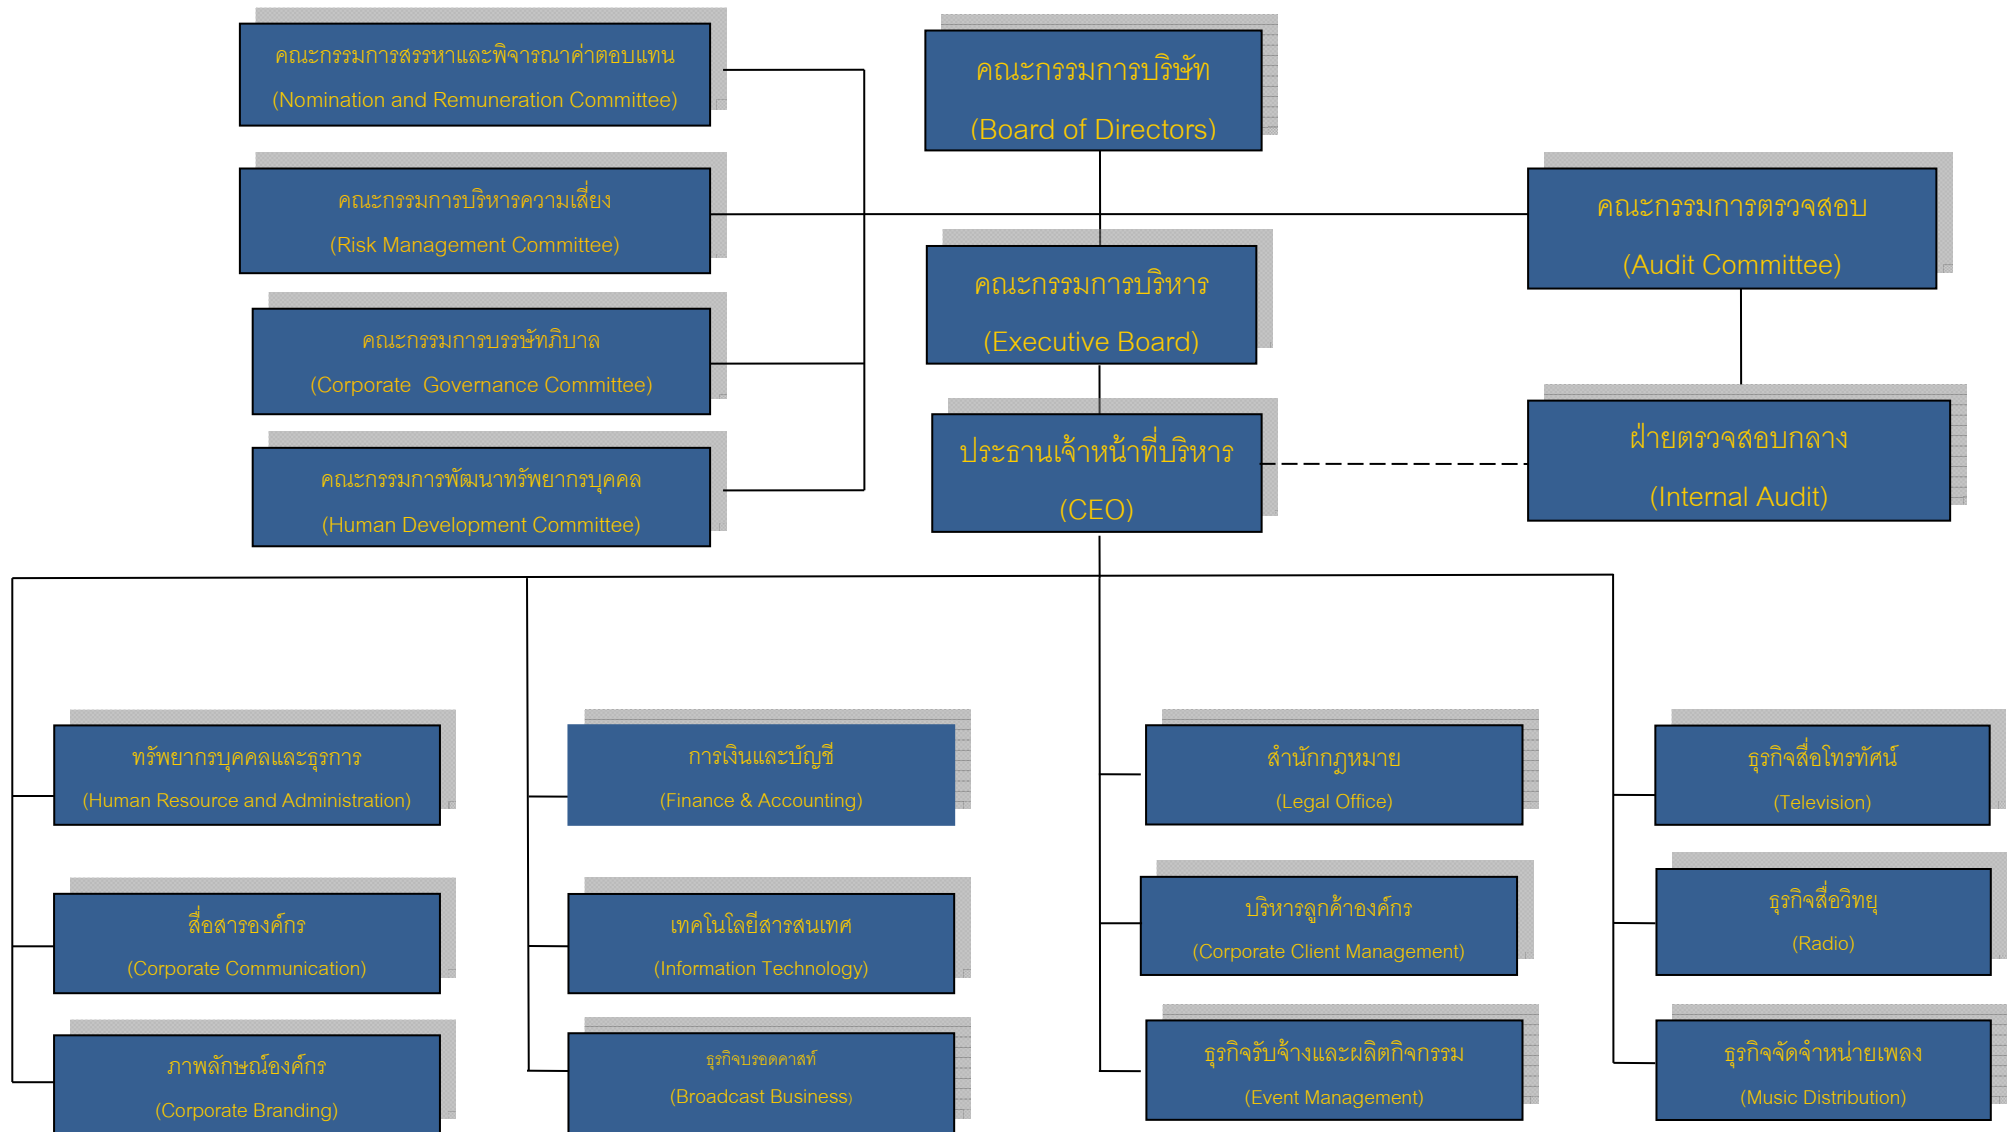 คณะกรรมการสรรหาและพิจารณาค่าตอบแทน
(Nomination and Remuneration Committee)
คณะกรรมการบริษัท
(Board of Directors)
คณะกรรมการบริหารความเสี่ยง
(Risk Management Committee)
คณะกรรมการตรวจสอบ
(Audit Committee)
คณะกรรมการบริหาร
(Executive Board)
คณะกรรมการบรรษัทภิบาล
(Corporate  Governance Committee)
ประธานเจ้าหน้าที่บริหาร
(CEO)
ฝ่ายตรวจสอบกลาง
(Internal Audit)
คณะกรรมการพัฒนาทรัพยากรบุคคล
(Human Development Committee)
ทรัพยากรบุคคลและธุรการ
(Human Resource and Administration)
การเงินและบัญชี
(Finance & Accounting)
สำนักกฎหมาย
(Legal Office)
ธุรกิจสื่อโทรทัศน์
(Television)
สื่อสารองค์กร
(Corporate Communication)
เทคโนโลยีสารสนเทศ
(Information Technology)
บริหารลูกค้าองค์กร
(Corporate Client Management)
ธุรกิจสื่อวิทยุ
(Radio)
ภาพลักษณ์องค์กร
(Corporate Branding)
ธุรกิจบรอดคาสท์
(Broadcast Business)
ธุรกิจรับจ้างและผลิตกิจกรรม
(Event Management)
ธุรกิจจัดจำหน่ายเพลง
(Music Distribution)